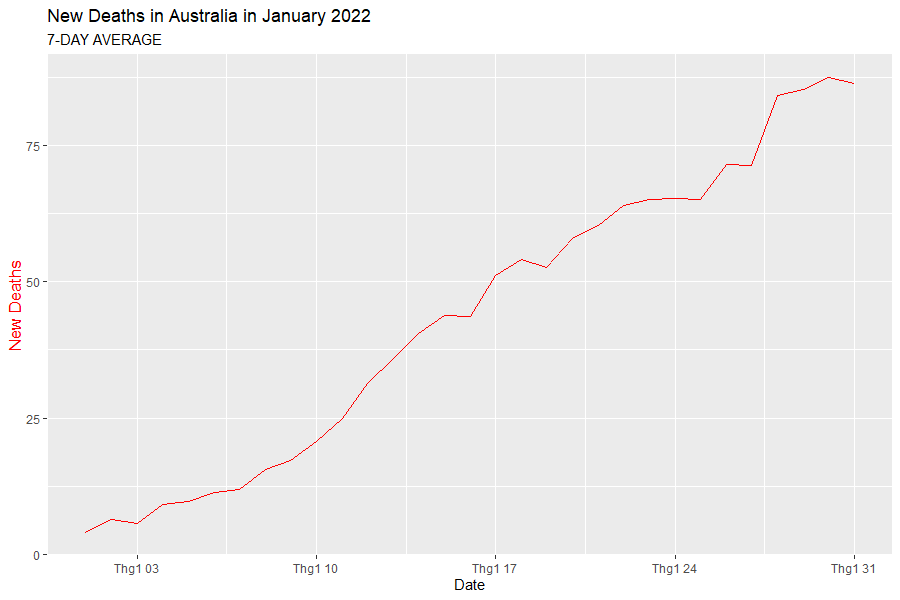 New Deaths in Australia in January 2022
7-DAY AVERAGE
75
50
25
0
New Deaths
Thg1 03
Thg1 10
Thg1 17
Thg1 24
Thg1 31
Date